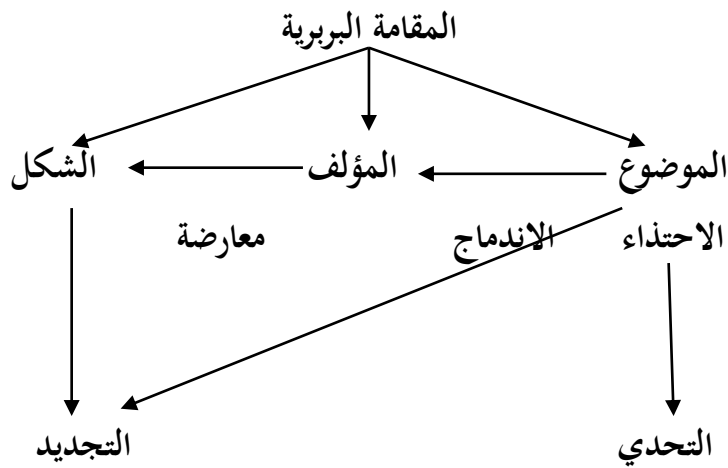 المقامة البربرية
الموضوع المؤلف الشكل
الاحتذاء الاندماج معارضة
التحدي التجديد